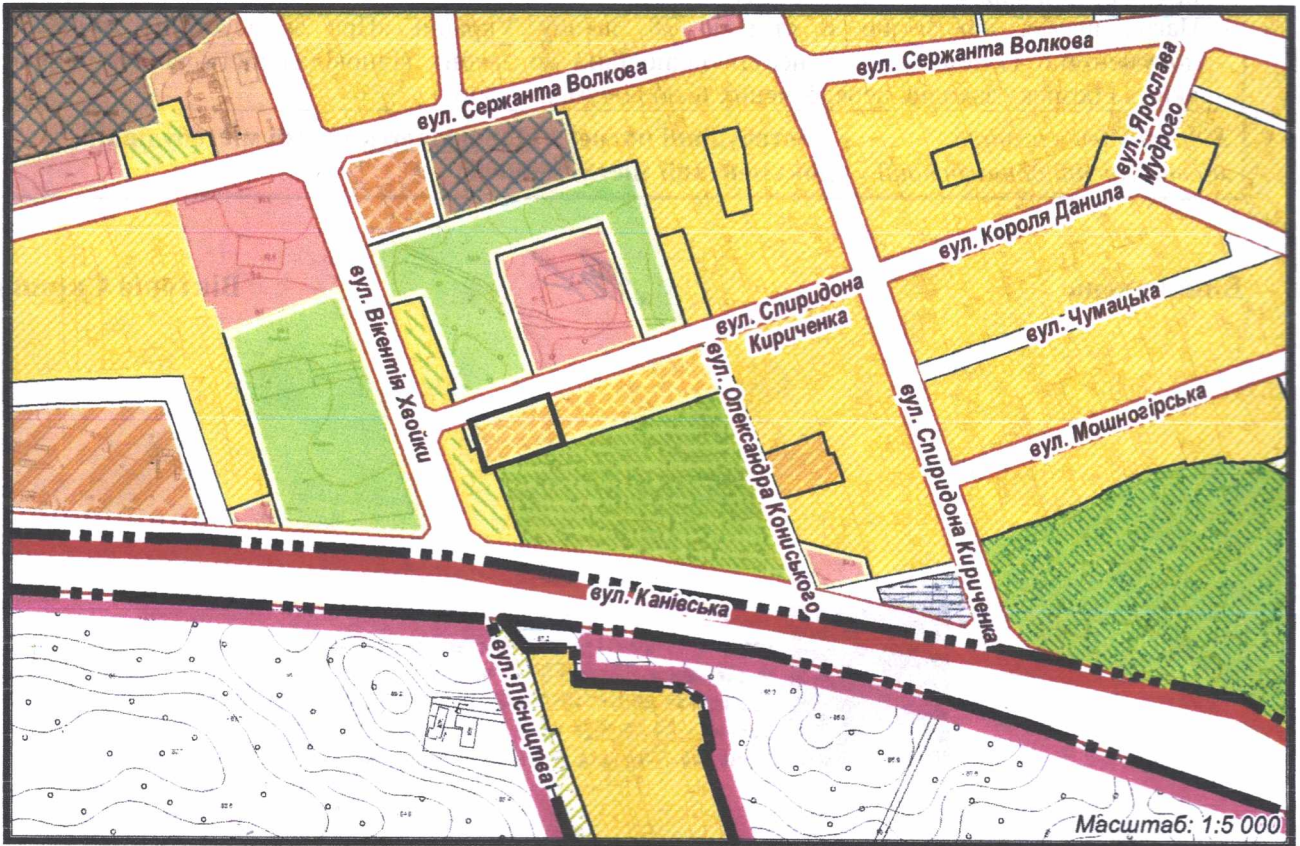 вул. Сержанта Волкова
вул. Сержанта Волкова
вул. Ярослава
Мудрого
вул. Короля Данила
вул. Вікентія Хвойки
вул. Спиридона
Кириченка
вул. Чумацька
вул. Олександра Кониського
вул. Спиридона Кириченка
вул. Мошногірська
вул. Канівська
вул. Лісництва
Масштаб: 1:5 000